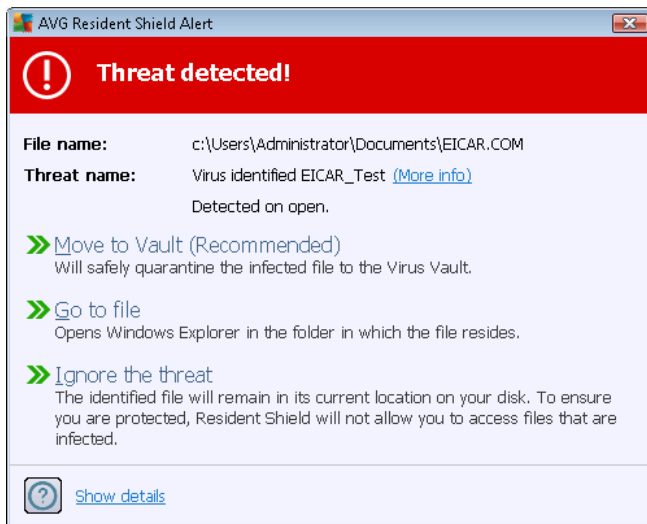 AVG Resident Shield Alert
Threat detected!
File name: c:\Users\Administrator\Documents\EICAR.COM
Threat name: Virus identified EICAR_Test (More info)
Detected on open.
Move to Vault (Recommended)
Will safely quarantine the infected file to the Virus Vault.
Go to file
Opens Windows Explorer in the folder in which the file resides.
Ignore the threat
The identified file will remain in its current location on your disk. To ensure
you are protected, Resident Shield will not allow you to access files that are
infected.
Show details